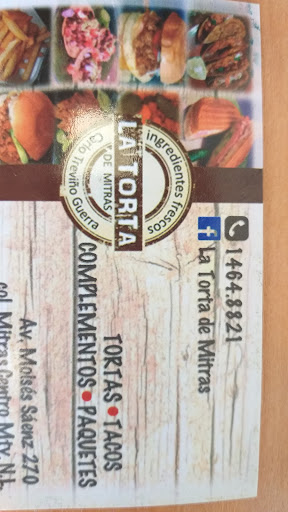 ingredientes frescos
LA TORTA
DE MITRAS
Carlo Treviño Guerra
1464.8821
La Torta de Mitras
TORTAS • TACOS
COMPLEMENTOS • PAQUETES
Av. Moisés Sáenz 270
col. Mitras Centro, Mty. N.L.